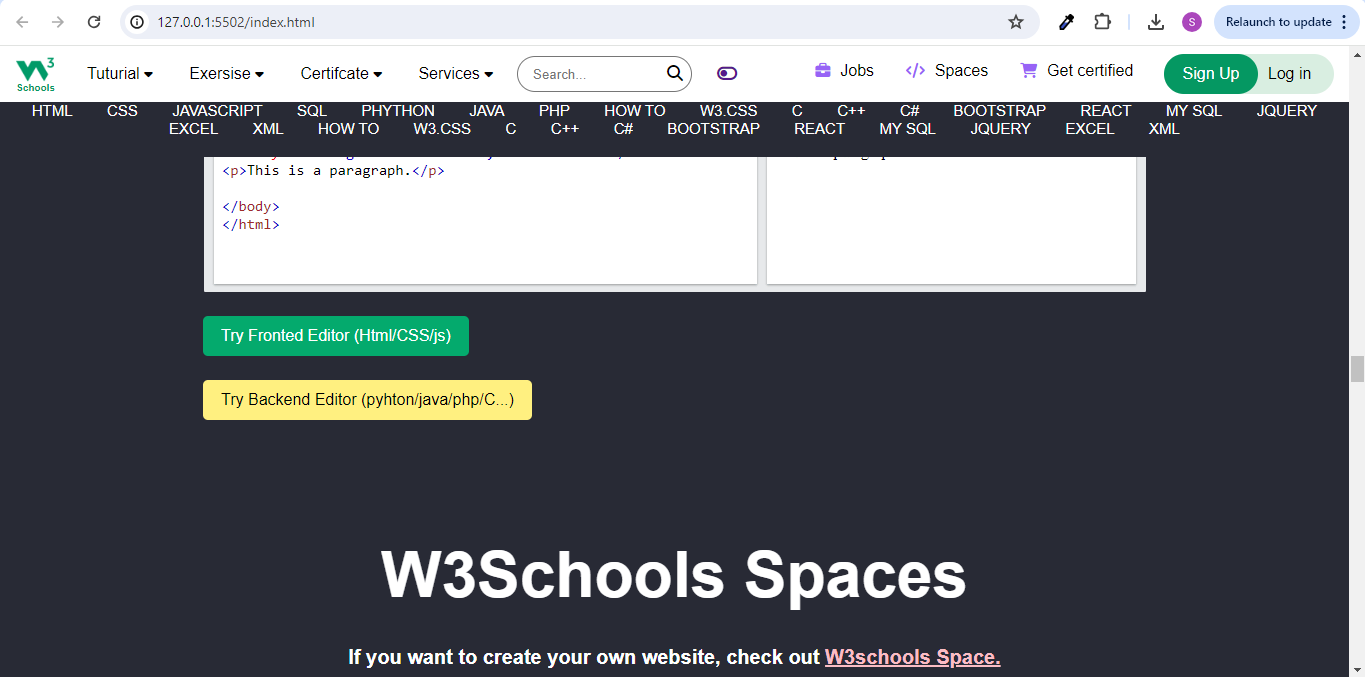 127.0.0.1:5502/index.html
S
Relaunch to update
W3
Schools
Tuturial
Exersise
Certifcate
Services
Search...
Jobs
Spaces
Get certified
Sign Up
Log in
HTML CSS JAVASCRIPT SQL PHYTHON JAVA PHP HOW TO W3.CSS C C++ C# BOOTSTRAP REACT MY SQL JQUERY
EXCEL XML HOW TO W3.CSS C C++ C# BOOTSTRAP REACT MY SQL JQUERY EXCEL XML
<p>This is a paragraph.</p>
</body>
</html>
Try Fronted Editor (Html/CSS/js)
Try Backend Editor (pyhton/java/php/C...)
W3Schools Spaces
If you want to create your own website, check out W3schools Space.